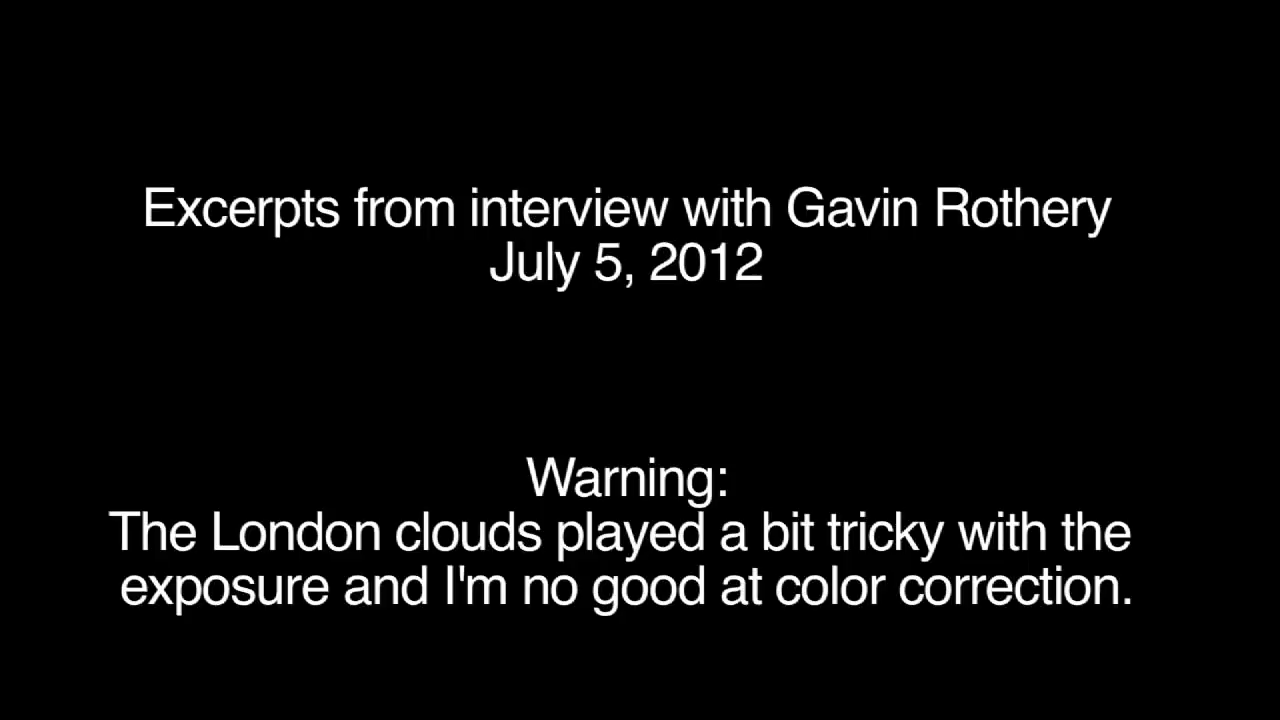 Excerpts from interview with Gavin Rothery
July 5, 2012
Warning:
The London clouds played a bit tricky with the
exposure and I'm no good at color correction.